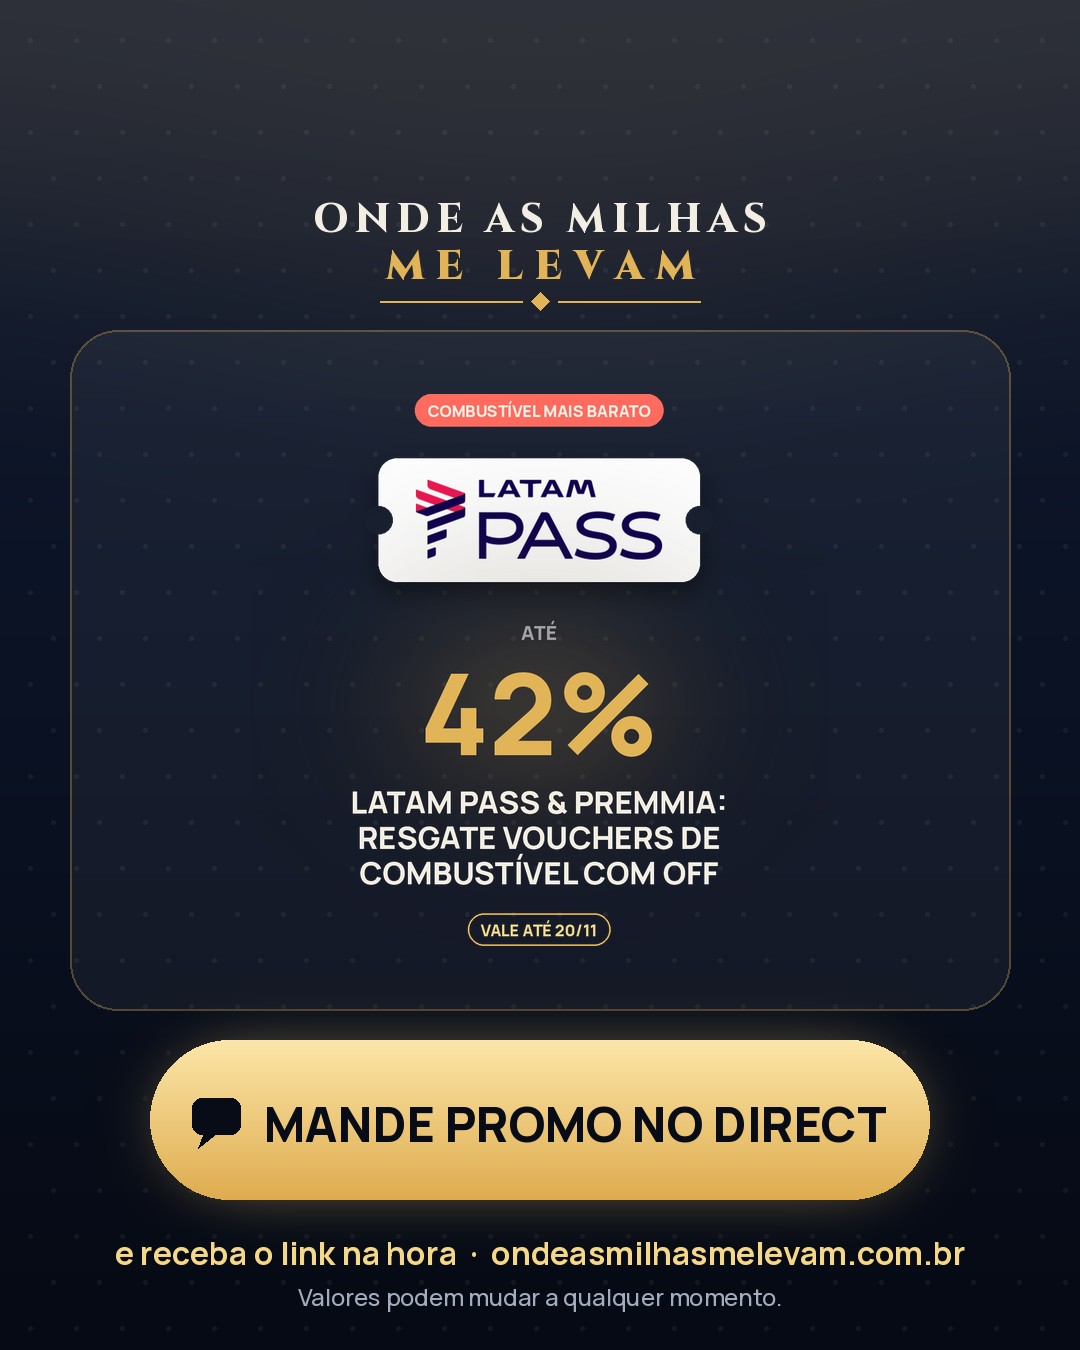 ONDE AS MILHAS
ME LEVAM
COMBUSTÍVEL MAIS BARATO
LATAM
PASS
ATÉ
42%
LATAM PASS & PREMMIA:
RESGATE VOUCHERS DE
COMBUSTÍVEL COM OFF
VALE ATÉ 20/11
MANDE PROMO NO DIRECT
e receba o link na hora · ondeasmilhasmelevam.com.br
Valores podem mudar a qualquer momento.